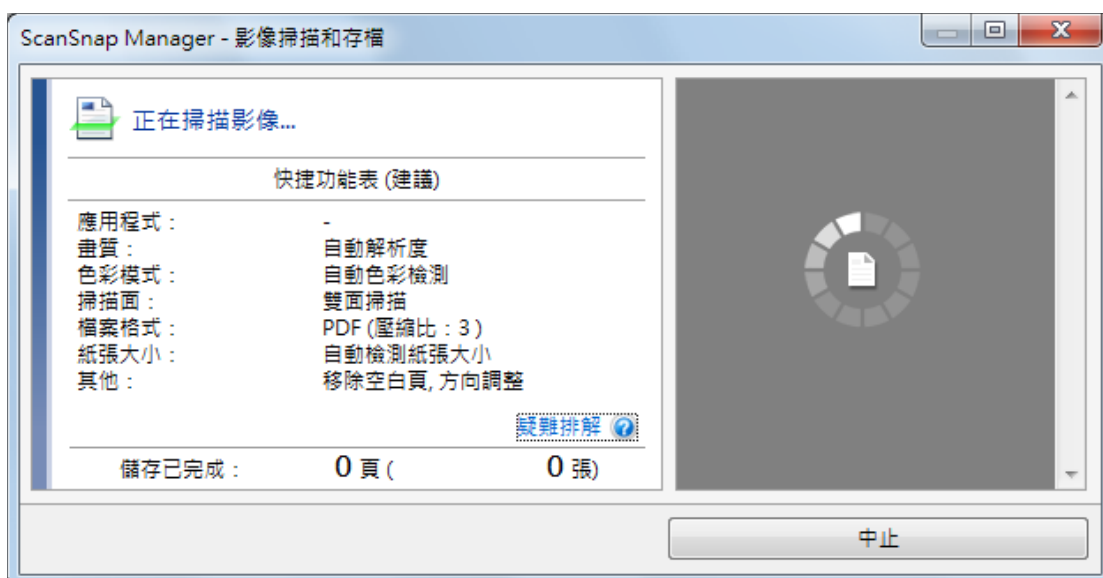 ScanSnap Manager - 影像掃描和存檔
正在掃描影像...
快捷功能表 (建議)
應用程式： -
畫質： 自動解析度
色彩模式： 自動色彩檢測
掃描面： 雙面掃描
檔案格式： PDF (壓縮比：3 )
紙張大小： 自動檢測紙張大小
其他： 移除空白頁, 方向調整
疑難排解
儲存已完成： 0 頁 ( 0 張)
中止